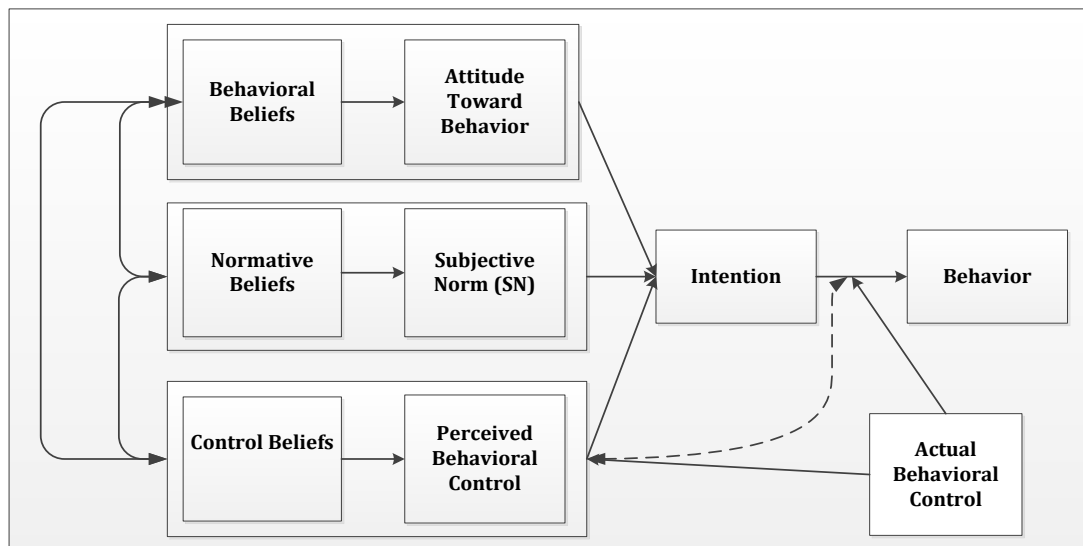 Behavioral
Beliefs
Attitude
Toward
Behavior
Normative
Beliefs
Subjective
Norm (SN)
Intention
Behavior
Control Beliefs
Perceived
Behavioral
Control
Actual
Behavioral
Control